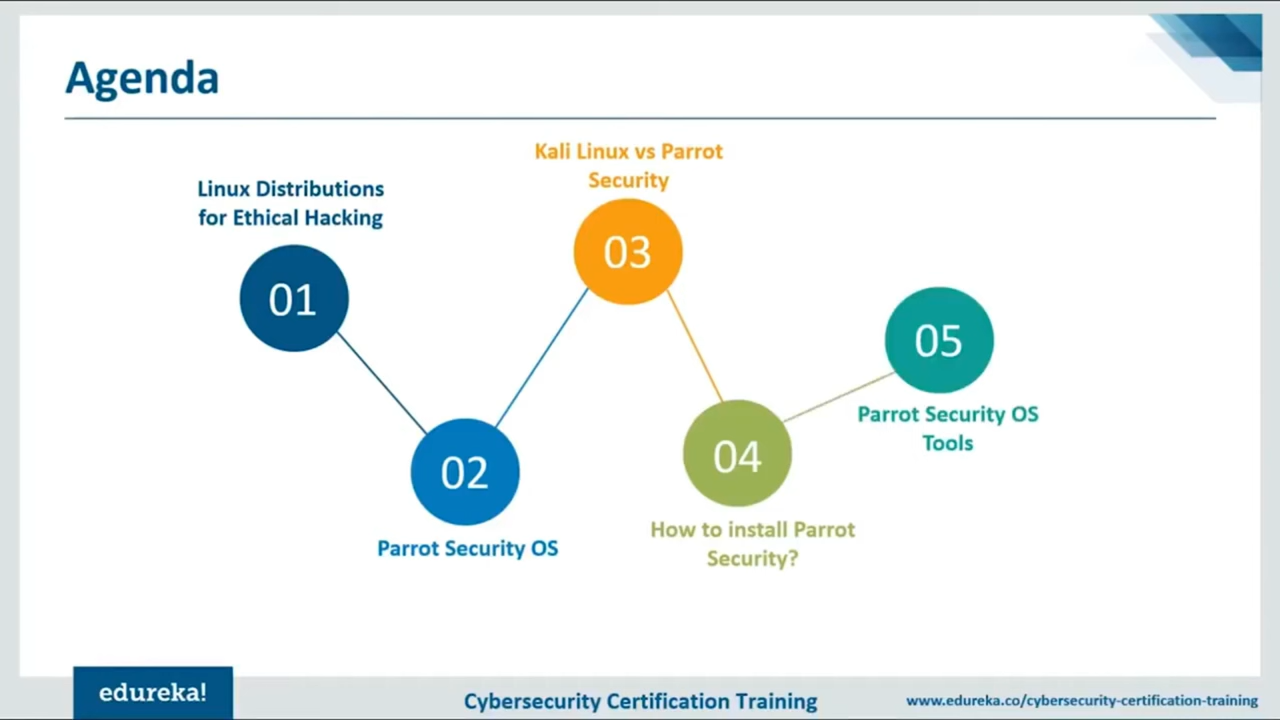 Agenda
Linux Distributions
for Ethical Hacking
01
02
Parrot Security OS
Kali Linux vs Parrot
Security
03
04
How to install Parrot
Security?
05
Parrot Security OS
Tools
edureka!
Cybersecurity Certification Training
www.edureka.co/cybersecurity-certification-training